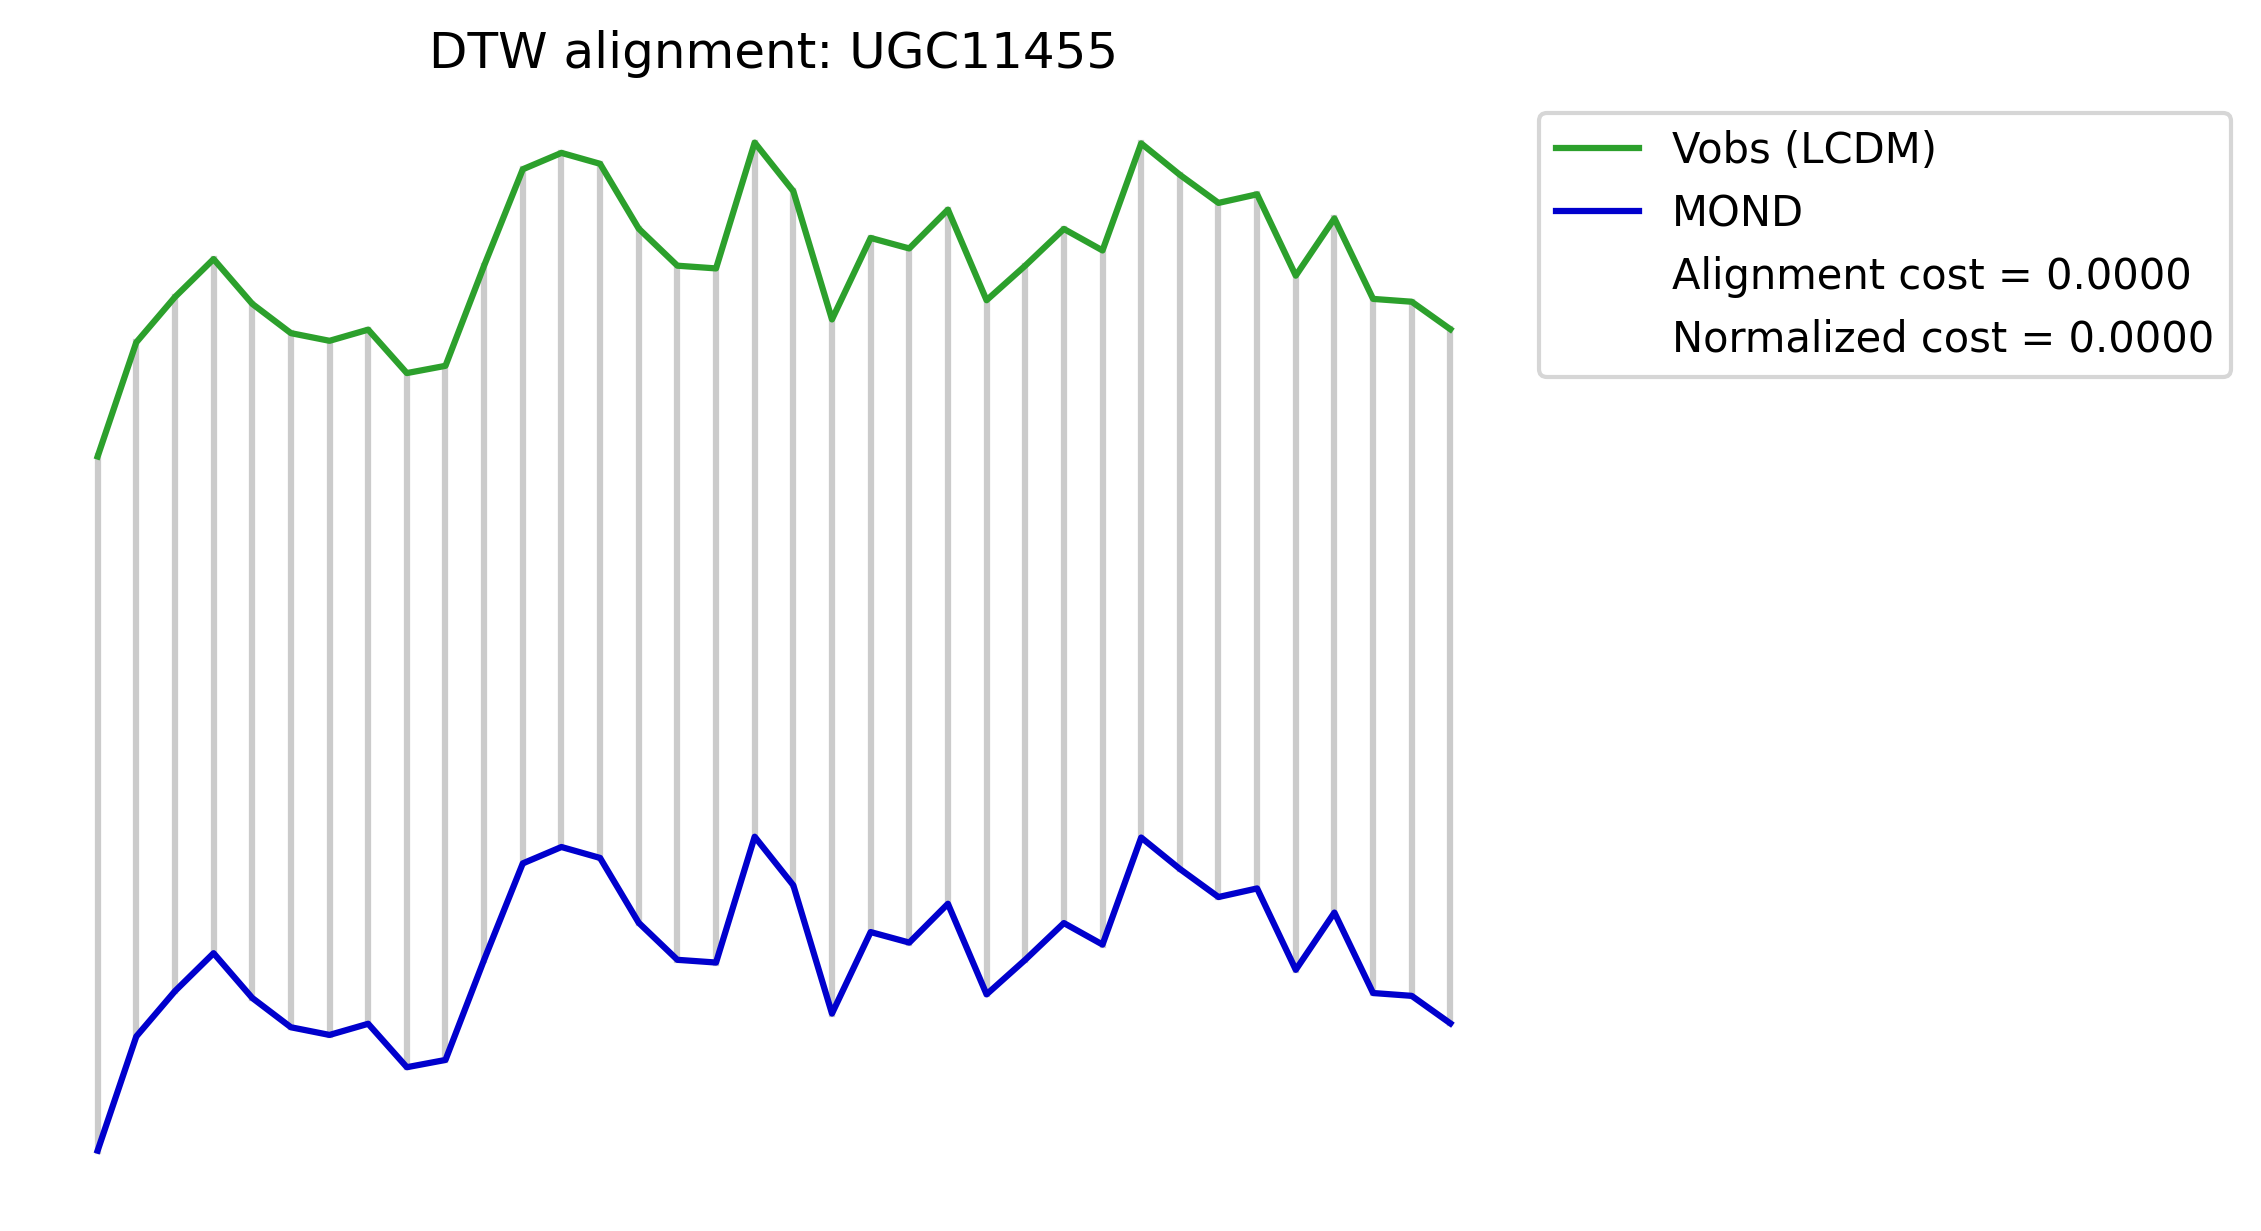 DTW alignment: UGC11455
Vobs (LCDM)
MOND
Alignment cost = 0.0000
Normalized cost = 0.0000